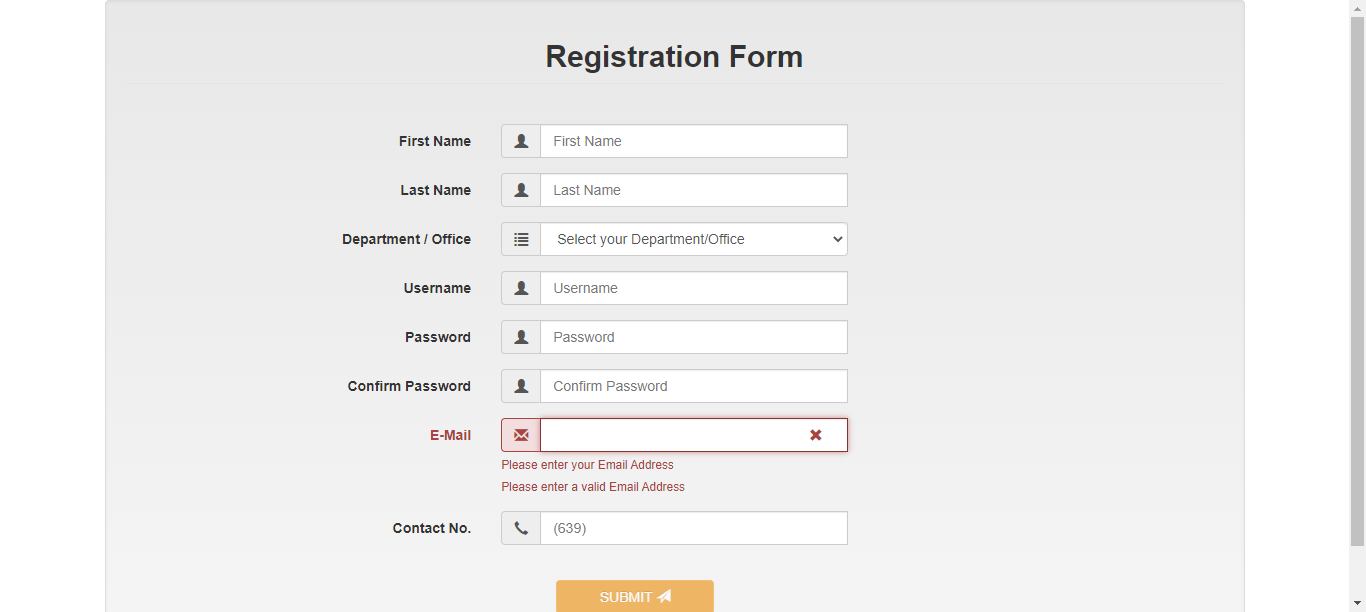 Registration Form
First Name First Name
Last Name Last Name
Department / Office Select your Department/Office
Username Username
Password Password
Confirm Password Confirm Password
E-Mail
Please enter your Email Address
Please enter a valid Email Address
Contact No. (639)
SUBMIT